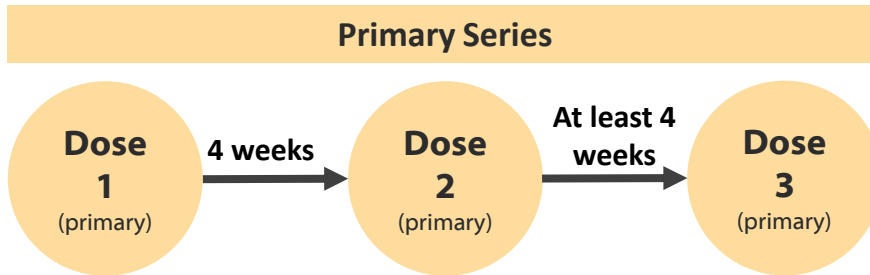 Primary Series
Dose
1
(primary)
4 weeks
Dose
2
(primary)
At least 4
weeks
Dose
3
(primary)